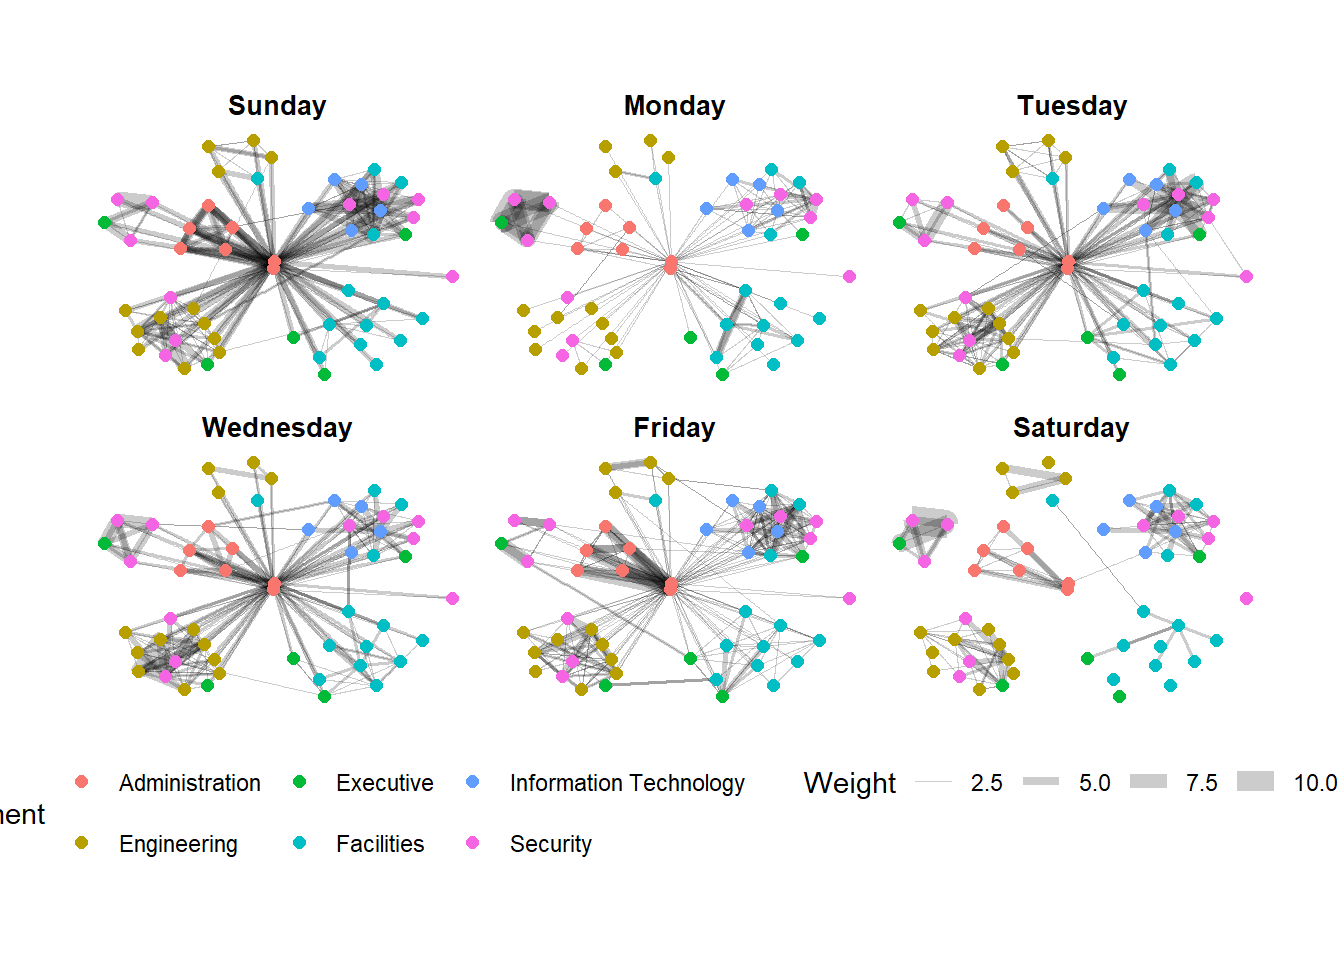 Sunday Monday Tuesday
Wednesday Friday Saturday
Administration Executive Information Technology Weight 2.5 5.0 7.5 10.0
Engineering Facilities Security